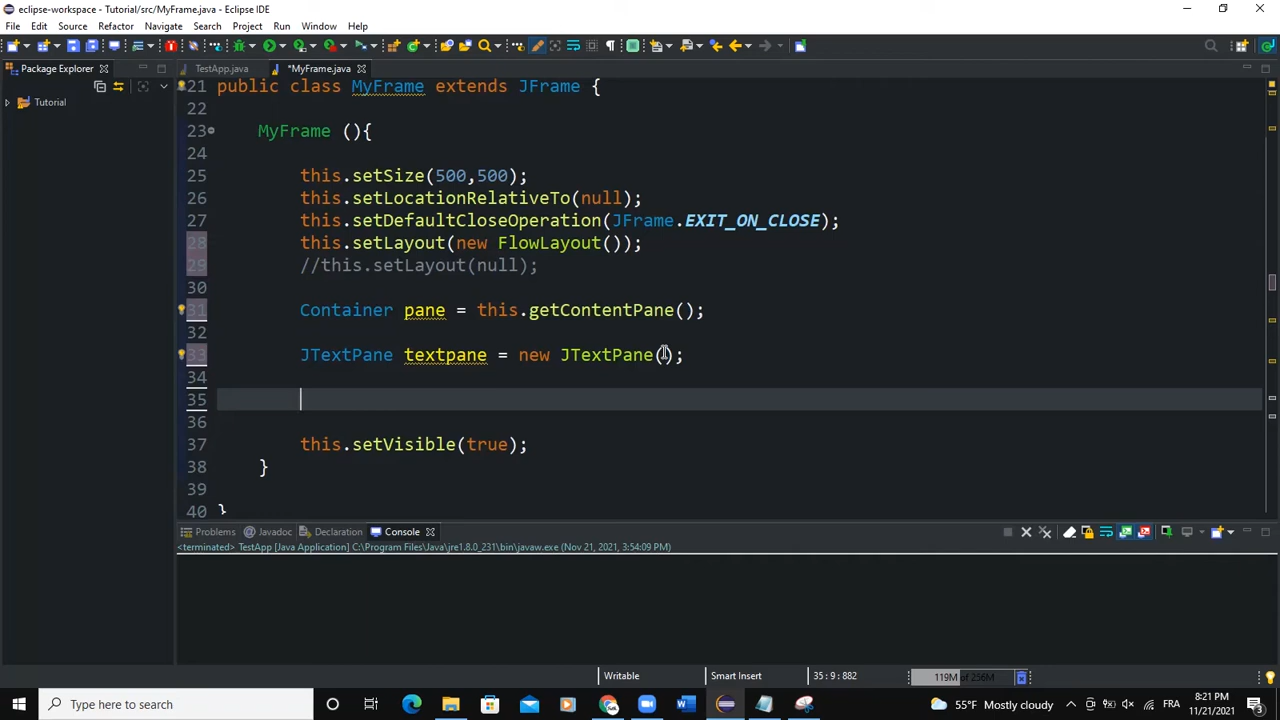 eclipse-workspace - Tutorial/src/MyFrame.java - Eclipse IDE
File Edit Source Refactor Navigate Search Project Run Window Help
Package Explorer
TestApp.java
*MyFrame.java
Tutorial
21 public class MyFrame extends JFrame {
22
23 MyFrame (){
24
25 this.setSize(500,500);
26 this.setLocationRelativeTo(null);
27 this.setDefaultCloseOperation(JFrame.EXIT_ON_CLOSE);
28 this.setLayout(new FlowLayout());
29 //this.setLayout(null);
30
31 Container pane = this.getContentPane();
32
33 JTextPane textpane = new JTextPane();
34
35
36
37 this.setVisible(true);
38 }
39
40 }
Problems Javadoc Declaration Console
<terminated> TestApp [Java Application] C:\Program Files\Java\jre1.8.0_231\bin\javaw.exe (Nov 21, 2021, 3:54:09 PM)
Writable Smart Insert 35 : 9 : 882 119M of 256M
Type here to search
55°F Mostly cloudy
FRA
8:21 PM
11/21/2021
3